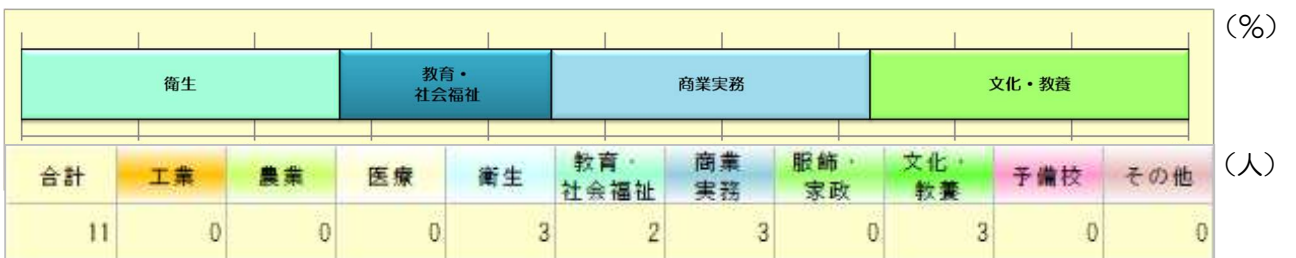 (%)
衛生
教育・
社会福祉
商業実務
文化・教養
(人)
合計 工業 農業 医療 衛生 教育・社会福祉 商業実務 服飾・家政 文化・教養 予備校 その他
11 0 0 0 3 2 3 0 3 0 0